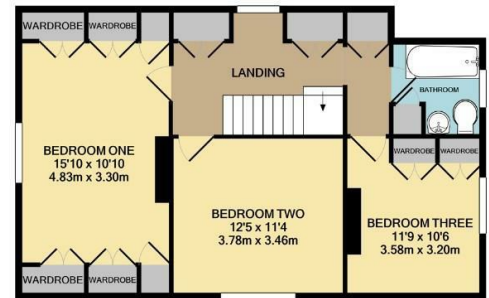 WARDROBE WARDROBE
LANDING
BATHROOM
BEDROOM ONE
15'10 x 10'10
4.83m x 3.30m
WARDROBE WARDROBE
BEDROOM TWO
12'5 x 11'4
3.78m x 3.46m
BEDROOM THREE
11'9 x 10'6
3.58m x 3.20m
WARDROBE WARDROBE